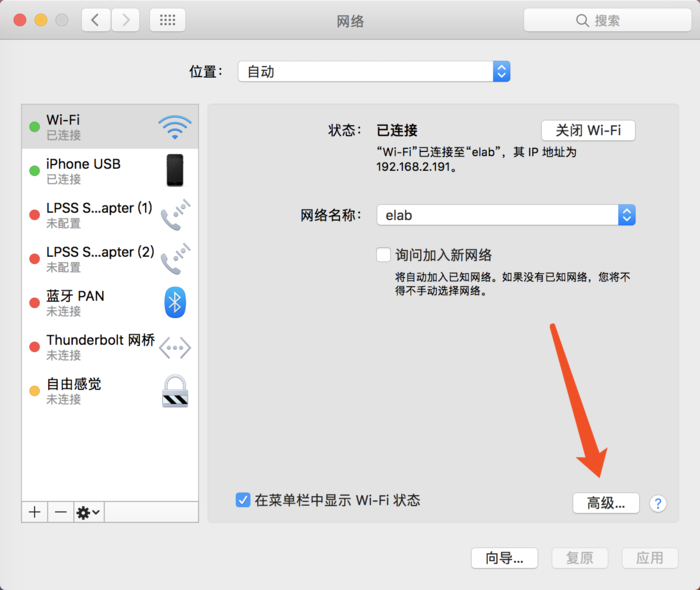 网络
搜索
位置：
自动
Wi-Fi
已连接
iPhone USB
已连接
LPSS S...apter (1)
未配置
LPSS S...apter (2)
未配置
蓝牙 PAN
未连接
Thunderbolt 网桥
未连接
自由感觉
未连接
状态：
已连接
关闭 Wi-Fi
“Wi-Fi”已连接至“elab”，其 IP 地址为
192.168.2.191。
网络名称：
elab
询问加入新网络
将自动加入已知网络。如果没有已知网络，您将不
得不手动选择网络。
在菜单栏中显示 Wi-Fi 状态
高级...
?
向导...
复原
应用